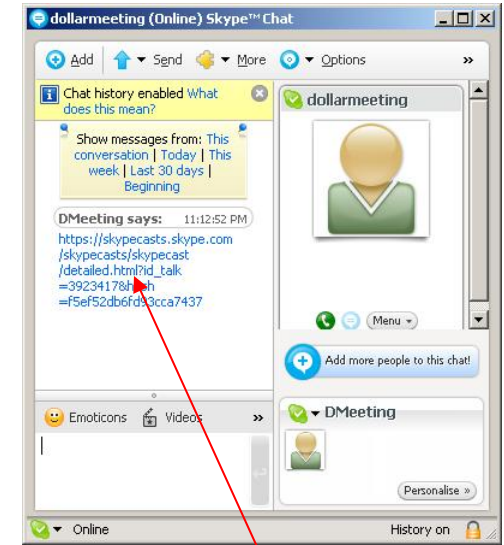 dollarmeeting (Online) Skype™ Chat
Add Send More Options »
Chat history enabled What
does this mean?
Show messages from: This
conversation | Today | This
week | Last 30 days |
Beginning
DMeeting says: 11:12:52 PM
https://skypecasts.skype.com
/skypecasts/skypecast
/detailed.html?id_talk
=3923417&hash
=f5ef52db6fd93cca7437
Emoticons Videos »
dollarmeeting
Menu
Add more people to this chat!
DMeeting
Personalise »
Online
History on